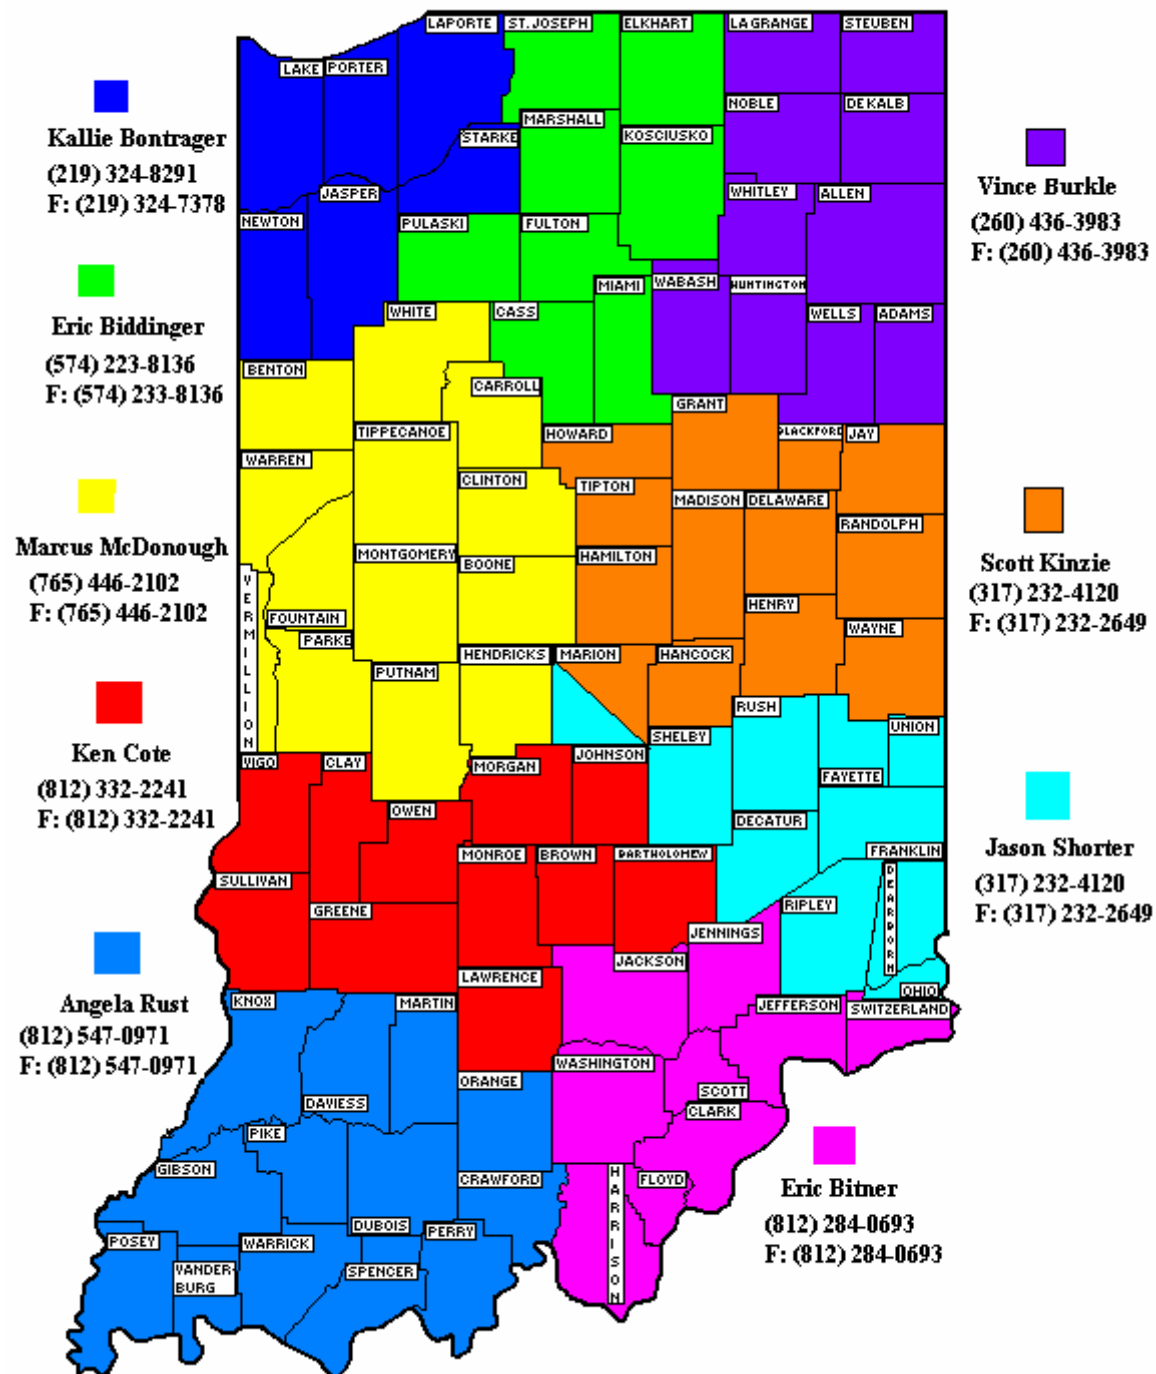 LAPORTE
ST.JOSEPH
ELKHART
LAGRANGE
STEUBEN
LAKE
PORTER
NOBLE
DEKALB
MARSHALL
STARKE
KOSCIUSKO
JASPER
WHITLEY
ALLEN
NEWTON
PULASKI
FULTON
MIAMI
WABASH
HUNTINGTON
WHITE
CASS
WELLS
ADAMS
BENTON
CARROLL
GRANT
TIPPECANOE
HOWARD
BLACKFORD
JAY
WARREN
CLINTON
TIPTON
MADISON
DELAWARE
RANDOLPH
MONTGOMERY
BOONE
HAMILTON
VERMILLION
FOUNTAIN
HENRY
WAYNE
PARKE
HENDRICKS
MARION
HANCOCK
PUTNAM
RUSH
UNION
SHELBY
VIGO
CLAY
MORGAN
JOHNSON
FAYETTE
OWEN
DECATUR
MONROE
BROWN
BARTHOLOMEW
FRANKLIN
SULLIVAN
DEARBORN
RIPLEY
GREENE
JENNINGS
JACKSON
LAWRENCE
KNOX
MARTIN
JEFFERSON
OHIO
SWITZERLAND
WASHINGTON
ORANGE
SCOTT
DAVIESS
CLARK
PIKE
GIBSON
CRAWFORD
HARRISON
FLOYD
DUBOIS
PERRY
POSEY
WARRICK
VANDER-
BURG
SPENCER
Kallie Bontrager
(219) 324-8291
F: (219) 324-7378
Eric Biddinger
(574) 223-8136
F: (574) 233-8136
Marcus McDonough
(765) 446-2102
F: (765) 446-2102
Ken Cote
(812) 332-2241
F: (812) 332-2241
Angela Rust
(812) 547-0971
F: (812) 547-0971
Vince Burkle
(260) 436-3983
F: (260) 436-3983
Scott Kinzie
(317) 232-4120
F: (317) 232-2649
Jason Shorter
(317) 232-4120
F: (317) 232-2649
Eric Bitner
(812) 284-0693
F: (812) 284-0693